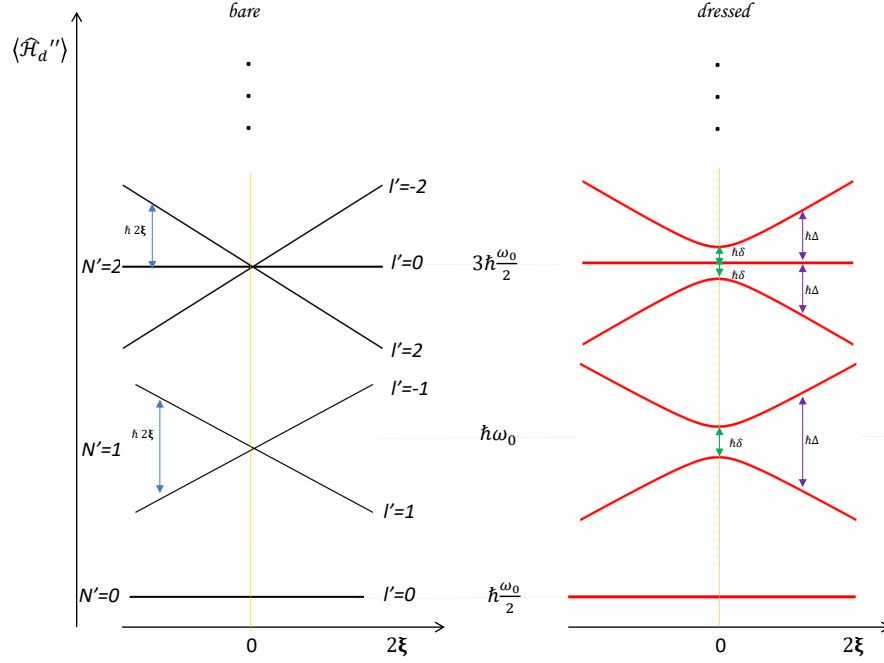 bare
dressed
⟨Ĥ_d''⟩
ħ 2ξ
l'=-2
N'=2
l'=0
3ħ ω₀/2
ħδ
ħδ
ħΔ
ħΔ
l'=2
l'=-1
ħ 2ξ
N'=1
ħω₀
ħδ
ħΔ
l'=1
N'=0
l'=0
ħ ω₀/2
0
2ξ
0
2ξ